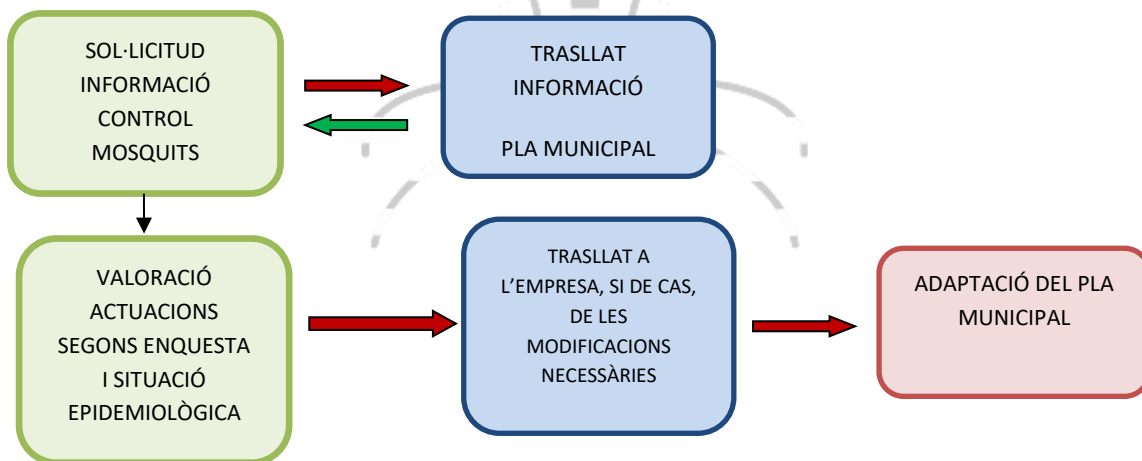 SOL·LICITUD
INFORMACIÓ
CONTROL
MOSQUITS
TRASLLAT
INFORMACIÓ
PLA MUNICIPAL
VALORACIÓ
ACTUACIONS
SEGONS ENQUESTA
I SITUACIÓ
EPIDEMIOLÒGICA
TRASLLAT A
L’EMPRESA, SI DE CAS,
DE LES
MODIFICACIONS
NECESSÀRIES
ADAPTACIÓ DEL PLA
MUNICIPAL